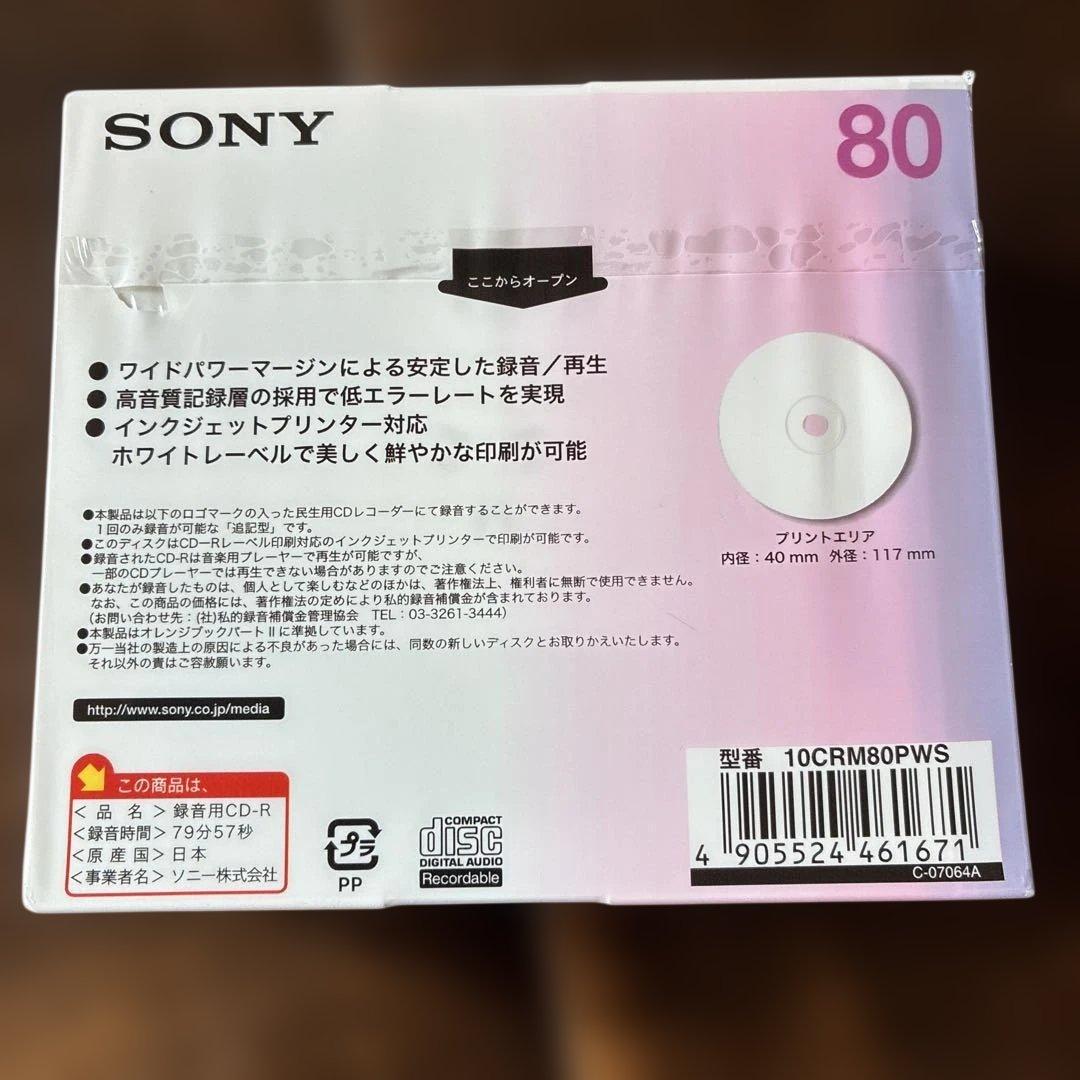 SONY
80
ここからオープン
● ワイドパワーマージンによる安定した録音／再生
● 高音質記録層の採用で低エラーレートを実現
● インクジェットプリンター対応
ホワイトレーベルで美しく鮮やかな印刷が可能
プリントエリア
内径：40 mm 外径：117 mm
●本製品は以下のロゴマークの入った民生用CDレコーダーにて録音することができます。
1回のみ録音が可能な「追記型」です。
●このディスクはCD-Rレーベル印刷対応のインクジェットプリンターで印刷が可能です。
●録音されたCD-Rは音楽用プレーヤーで再生が可能ですが、
一部のCDプレーヤーでは再生できない場合がありますのでご注意ください。
●あなたが録音したものは、個人として楽しむなどのほかは、著作権法上、権利者に無断で使用できません。
なお、この商品の価格には、著作権法の定めにより私的録音補償金が含まれております。
（お問い合わせ先：(社)私的録音補償金管理協会 TEL：03-3261-3444）
●本製品はオレンジブックパートⅡに準拠しています。
●万一当社の製造上の原因による不良があった場合には、同数の新しいディスクとお取りかえいたします。
それ以外の責はご容赦願います。
http://www.sony.co.jp/media
この商品は、
＜品名＞録音用CD-R
＜録音時間＞79分57秒
＜原産国＞日本
＜事業者名＞ソニー株式会社
プラ
PP
COMPACT
disc
DIGITAL AUDIO
Recordable
型番 10CRM80PWS
4 905524 461671
C-07064A